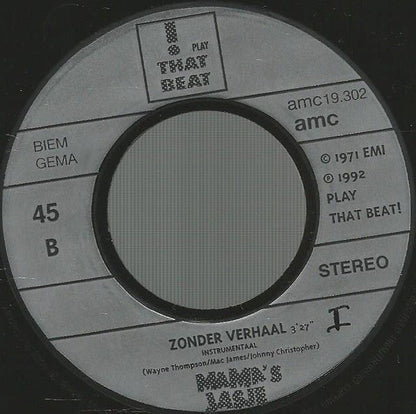 !.
PLAY
THAT
BEAT
amc19.302
amc
BIEM
GEMA
© 1971 EMI
℗ 1992
PLAY
THAT BEAT!
45
B
STEREO
ZONDER VERHAAL 3'27"
INSTRUMENTAAL
(Wayne Thompson/Mac James/Johnny Christopher)
MAMA'S
JASJE